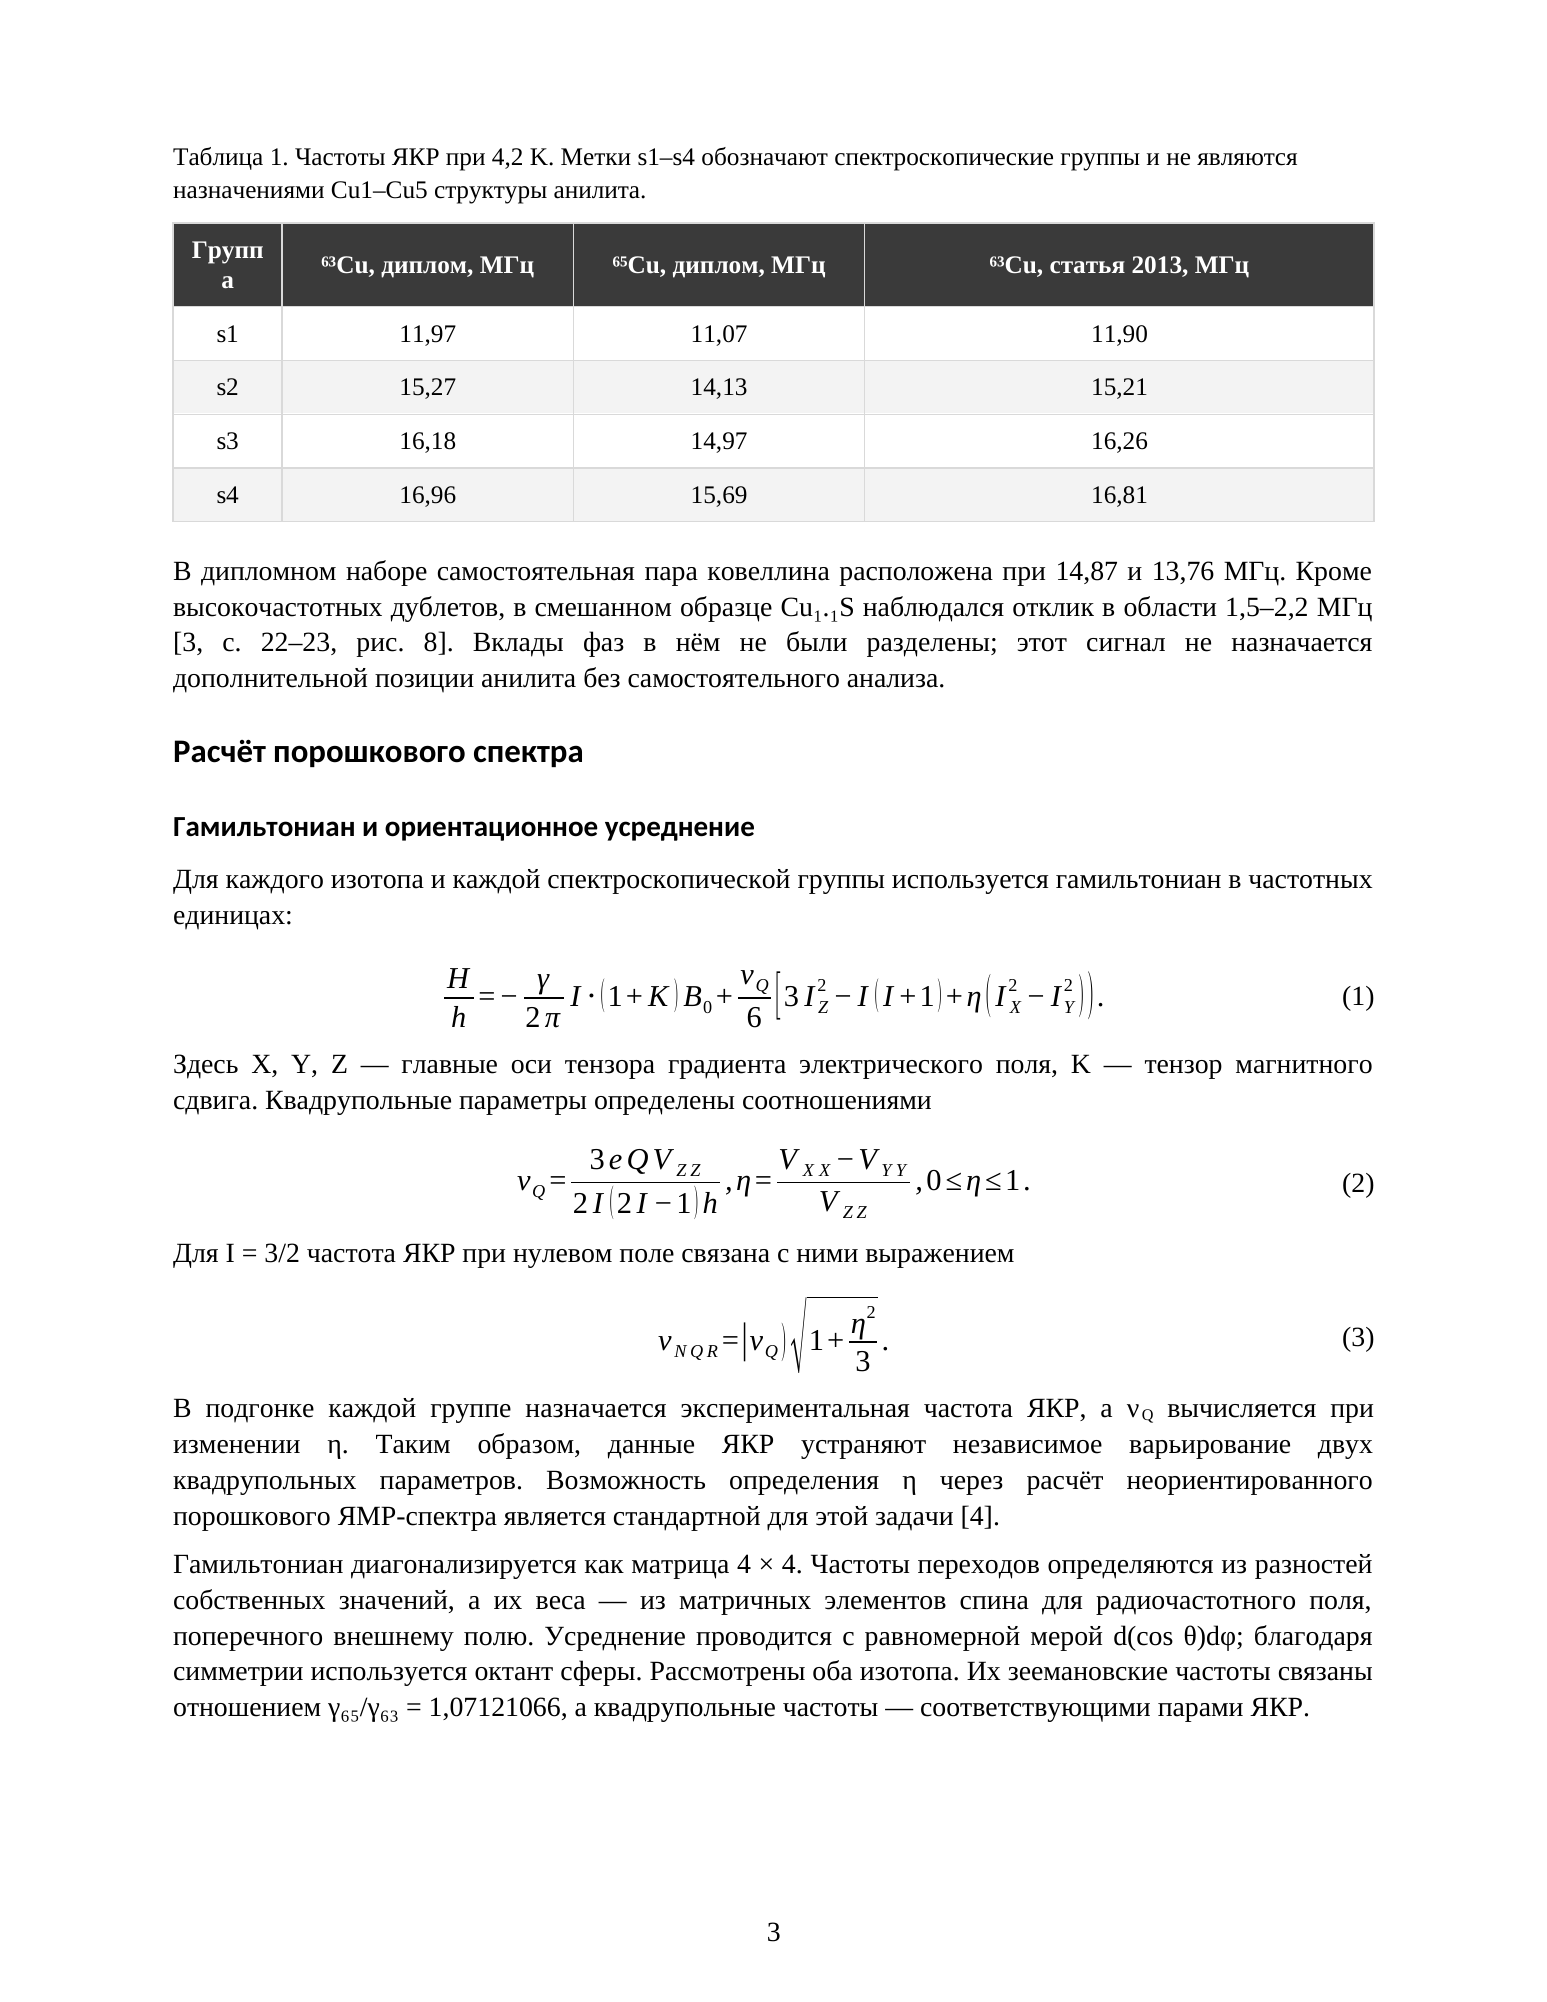 Таблица 1. Частоты ЯКР при 4,2 K. Метки s1–s4 обозначают спектроскопические группы и не являются
назначениями Cu1–Cu5 структуры анилита.
Групп
а
⁶³Cu, диплом, МГц
⁶⁵Cu, диплом, МГц
⁶³Cu, статья 2013, МГц
s1 11,97 11,07 11,90
s2 15,27 14,13 15,21
s3 16,18 14,97 16,26
s4 16,96 15,69 16,81
В дипломном наборе самостоятельная пара ковеллина расположена при 14,87 и 13,76 МГц. Кроме
высокочастотных дублетов, в смешанном образце Cu₁.₁S наблюдался отклик в области 1,5–2,2 МГц
[3, с. 22–23, рис. 8]. Вклады фаз в нём не были разделены; этот сигнал не назначается
дополнительной позиции анилита без самостоятельного анализа.
Расчёт порошкового спектра
Гамильтониан и ориентационное усреднение
Для каждого изотопа и каждой спектроскопической группы используется гамильтониан в частотных
единицах:
H/h = − γ/2π I · (1 + K) B₀ + ν_Q/6 [3 I_Z² − I (I + 1) + η (I_X² − I_Y²)). (1)
Здесь X, Y, Z — главные оси тензора градиента электрического поля, K — тензор магнитного
сдвига. Квадрупольные параметры определены соотношениями
ν_Q = 3 e Q V_ZZ / 2 I (2 I − 1) h , η = V_XX − V_YY / V_ZZ , 0 ≤ η ≤ 1. (2)
Для I = 3/2 частота ЯКР при нулевом поле связана с ними выражением
ν_NQR = |ν_Q) √1 + η²/3 . (3)
В подгонке каждой группе назначается экспериментальная частота ЯКР, а ν_Q вычисляется при
изменении η. Таким образом, данные ЯКР устраняют независимое варьирование двух
квадрупольных параметров. Возможность определения η через расчёт неориентированного
порошкового ЯМР-спектра является стандартной для этой задачи [4].
Гамильтониан диагонализируется как матрица 4 × 4. Частоты переходов определяются из разностей
собственных значений, а их веса — из матричных элементов спина для радиочастотного поля,
поперечного внешнему полю. Усреднение проводится с равномерной мерой d(cos θ)dφ; благодаря
симметрии используется октант сферы. Рассмотрены оба изотопа. Их зеемановские частоты связаны
отношением γ₆₅/γ₆₃ = 1,07121066, а квадрупольные частоты — соответствующими парами ЯКР.
3